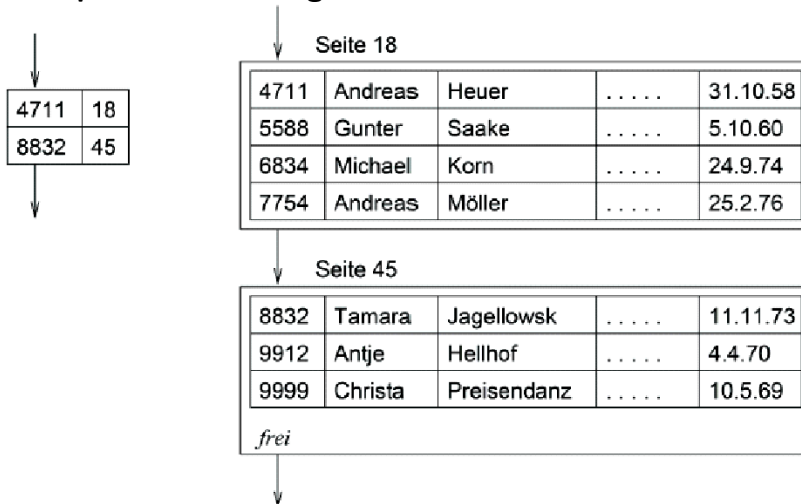 Seite 18
4711 18
8832 45
4711 Andreas Heuer ..... 31.10.58
5588 Gunter Saake ..... 5.10.60
6834 Michael Korn ..... 24.9.74
7754 Andreas Möller ..... 25.2.76
Seite 45
8832 Tamara Jagellowsk ..... 11.11.73
9912 Antje Hellhof ..... 4.4.70
9999 Christa Preisendanz ..... 10.5.69
frei